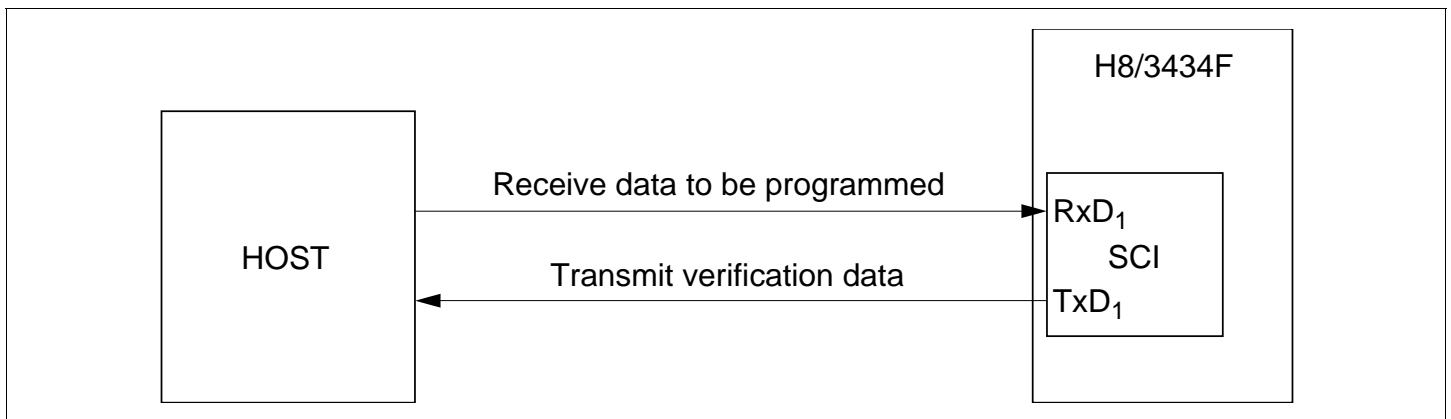 H8/3434F
Receive data to be programmed
RxD₁
HOST
SCI
Transmit verification data
TxD₁